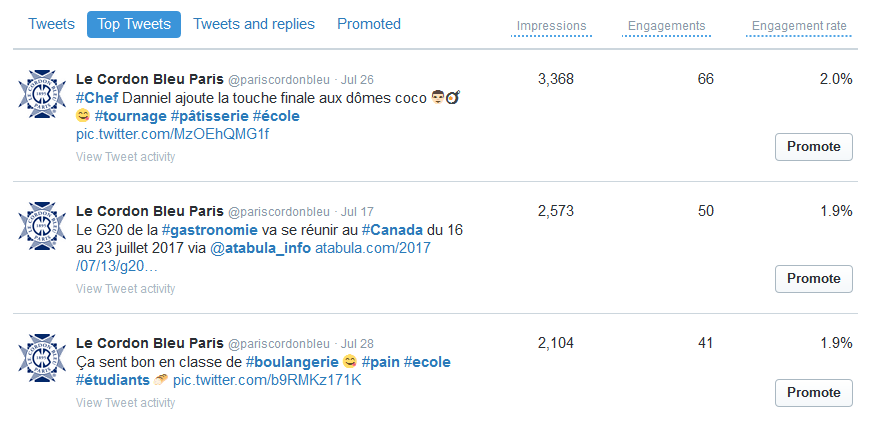 Tweets Top Tweets Tweets and replies Promoted Impressions Engagements Engagement rate
Le Cordon Bleu Paris @pariscordonbleu · Jul 26 3,368 66 2.0%
#Chef Danniel ajoute la touche finale aux dômes coco 👨🏻🍳
😋 #tournage #pâtisserie #école
pic.twitter.com/MzOEhQMG1f
Promote
View Tweet activity
Le Cordon Bleu Paris @pariscordonbleu · Jul 17 2,573 50 1.9%
Le G20 de la #gastronomie va se réunir au #Canada du 16
au 23 juillet 2017 via @atabula_info atabula.com/2017
/07/13/g20…
Promote
View Tweet activity
Le Cordon Bleu Paris @pariscordonbleu · Jul 28 2,104 41 1.9%
Ça sent bon en classe de #boulangerie 😋 #pain #ecole
#étudiants 🥖 pic.twitter.com/b9RMKz171K
Promote
View Tweet activity